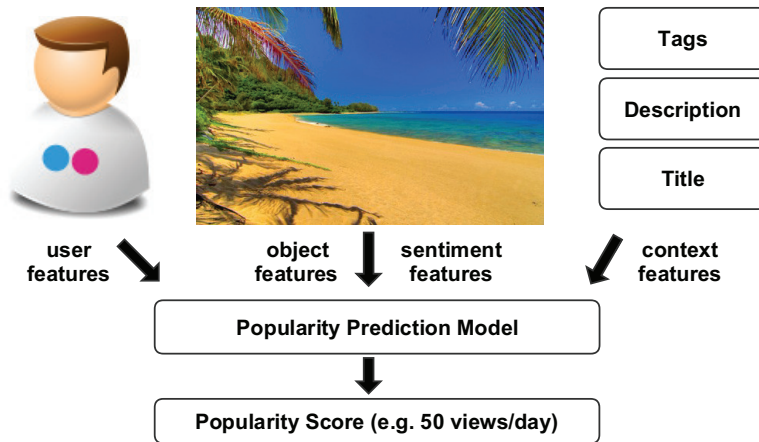 Tags
Description
Title
user
features
object
features
sentiment
features
context
features
Popularity Prediction Model
Popularity Score (e.g. 50 views/day)